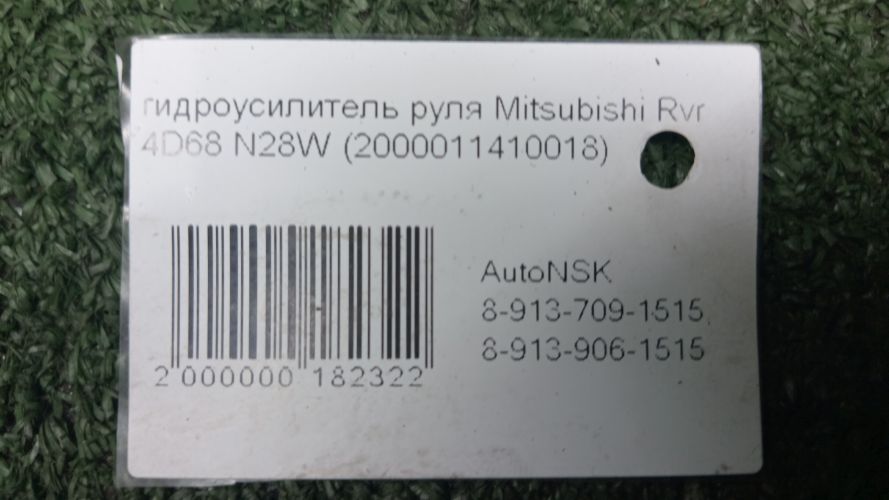 гидроусилитель руля Mitsubishi Rvr
4D68 N28W (2000011410018)
AutoNSK
8-913-709-1515,
8-913-906-1515
2 000000 182322